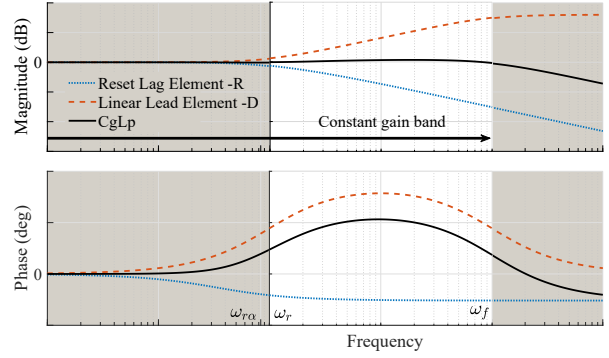 Magnitude (dB)
0
Reset Lag Element -R
Linear Lead Element -D
CgLp
Constant gain band
Phase (deg)
0
ω_{rα} ω_r ω_f
Frequency